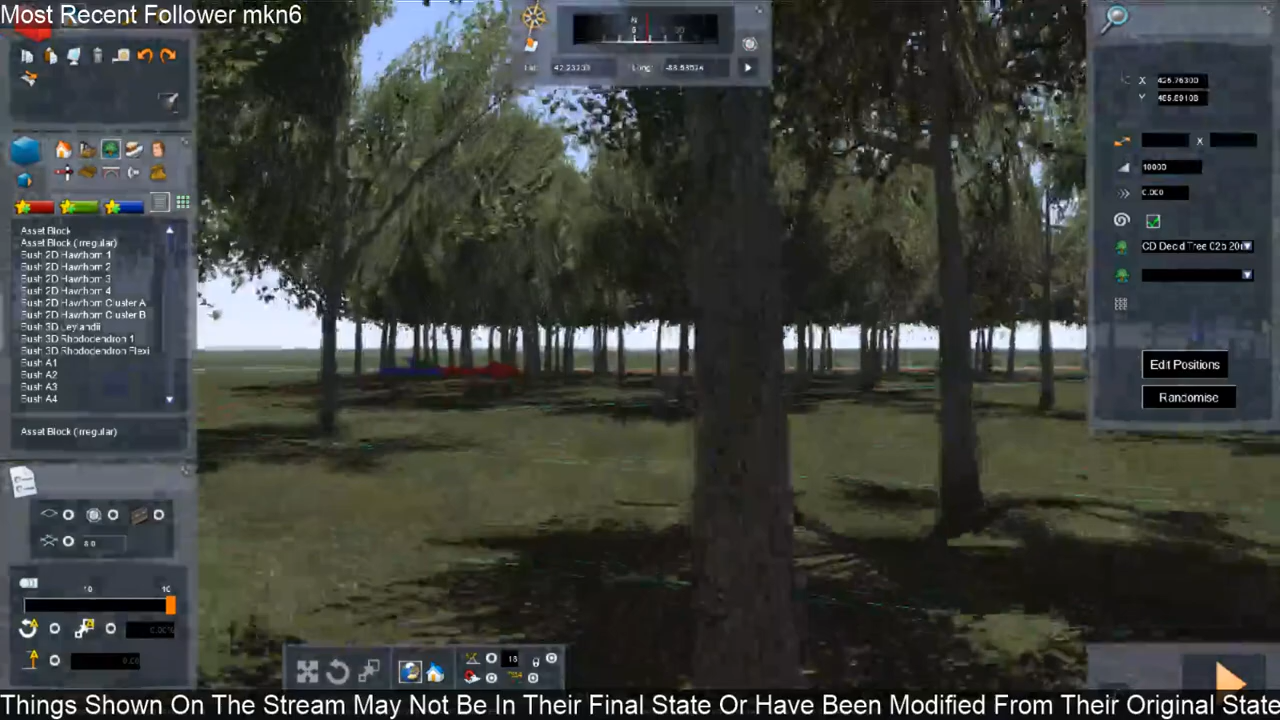 Most Recent Follower mkn6
N
Long:
X
Y
X
10000
0.000
Asset Block
Asset Block (Irregular)
Bush 2D Hawthorn 1
Bush 2D Hawthorn 2
Bush 2D Hawthorn 3
Bush 2D Hawthorn 4
Bush 2D Hawthorn Cluster A
Bush 2D Hawthorn Cluster B
Bush 3D Leylandii
Bush 3D Rhododendron 1
Bush 3D Rhododendron Flexi
Bush A1
Bush A2
Bush A3
Bush A4
Asset Block (Irregular)
Edit Positions
Randomise
Things Shown On The Stream May Not Be In Their Final State Or Have Been Modified From Their Original State